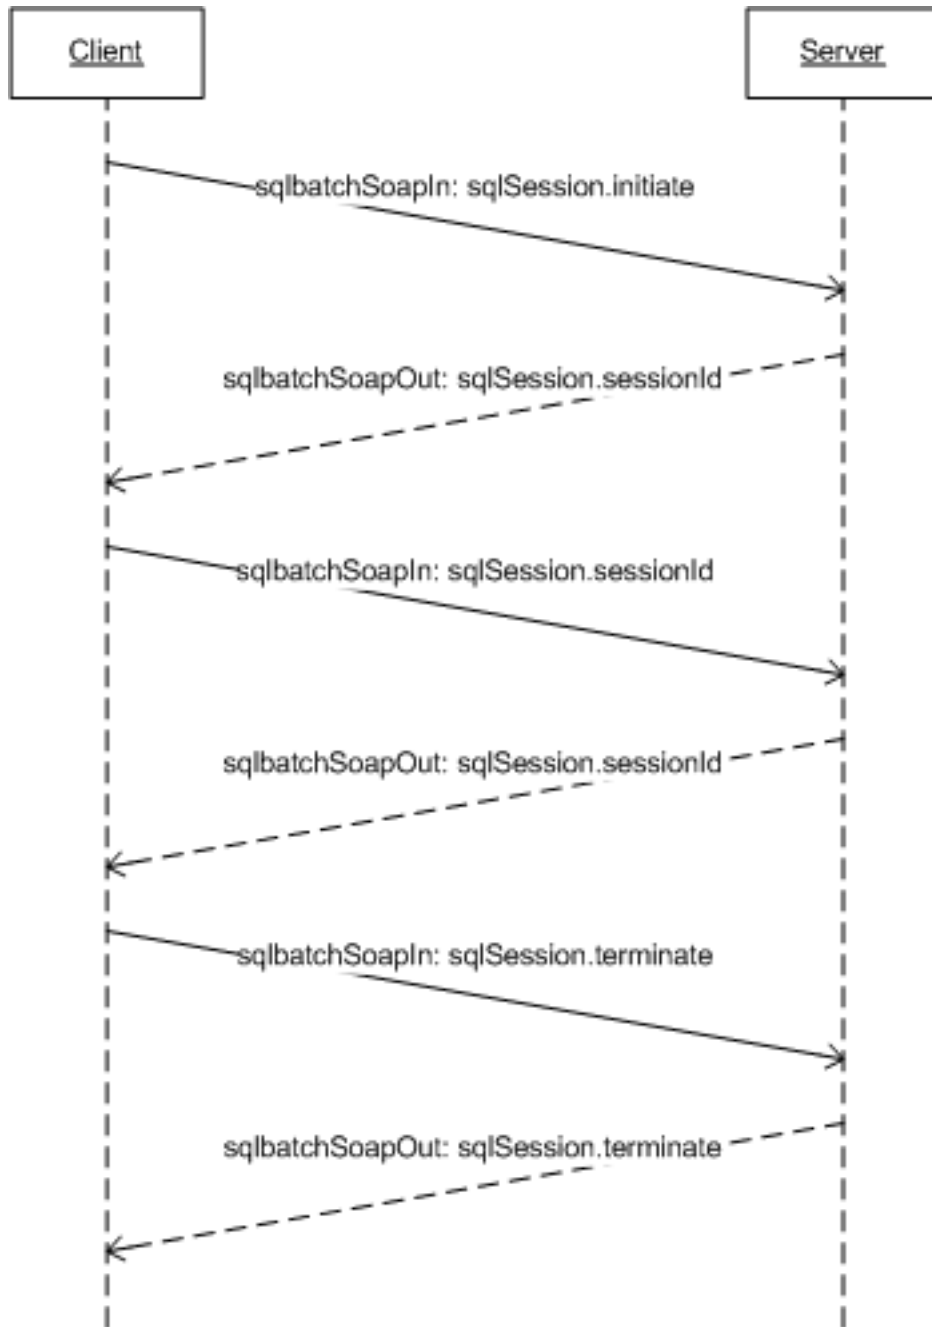 Client
Server
sqlbatchSoapIn: sqlSession.initiate
sqlbatchSoapOut: sqlSession.sessionId
sqlbatchSoapIn: sqlSession.sessionId
sqlbatchSoapOut: sqlSession.sessionId
sqlbatchSoapIn: sqlSession.terminate
sqlbatchSoapOut: sqlSession.terminate